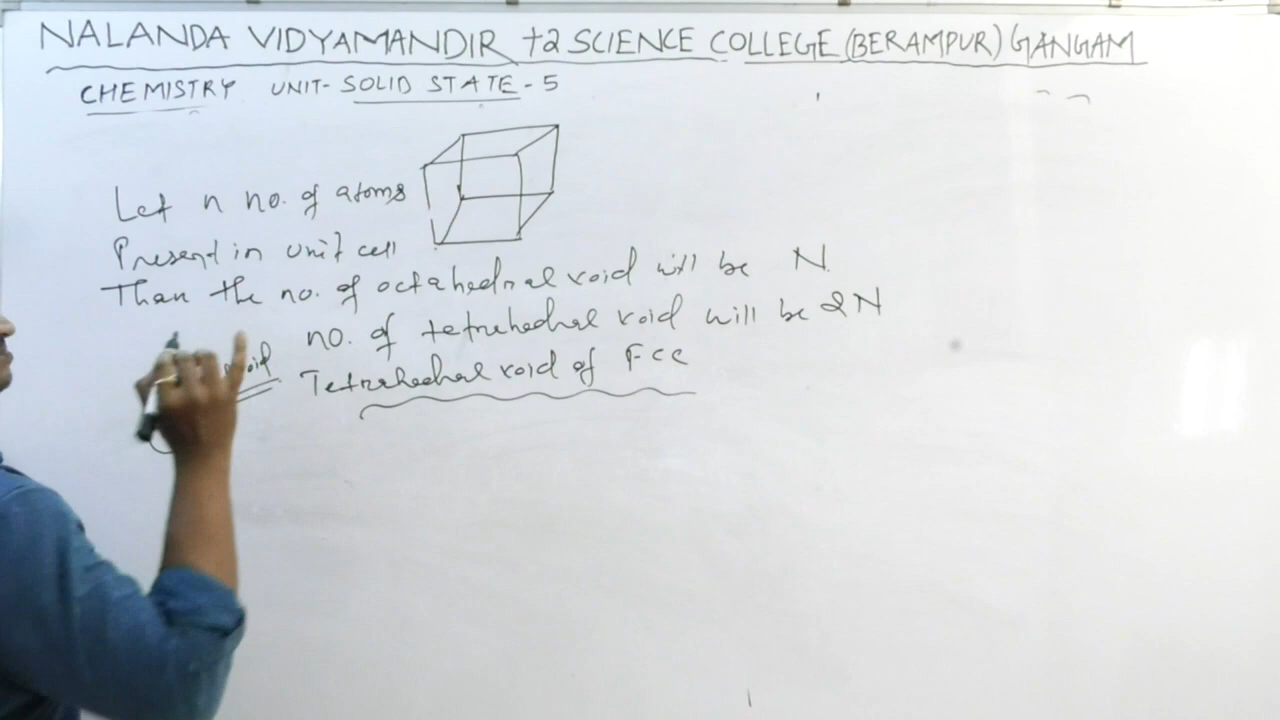 NALANDA VIDYAMANDIR +2 SCIENCE COLLEGE (BERAMPUR) GANGAM
CHEMISTRY UNIT- SOLID STATE - 5
Let n no. of atoms
Present in unit cell
Than the no. of octahedral void will be N.
no. of tetrahedral void will be 2N
void Tetrahedral void of Fcc